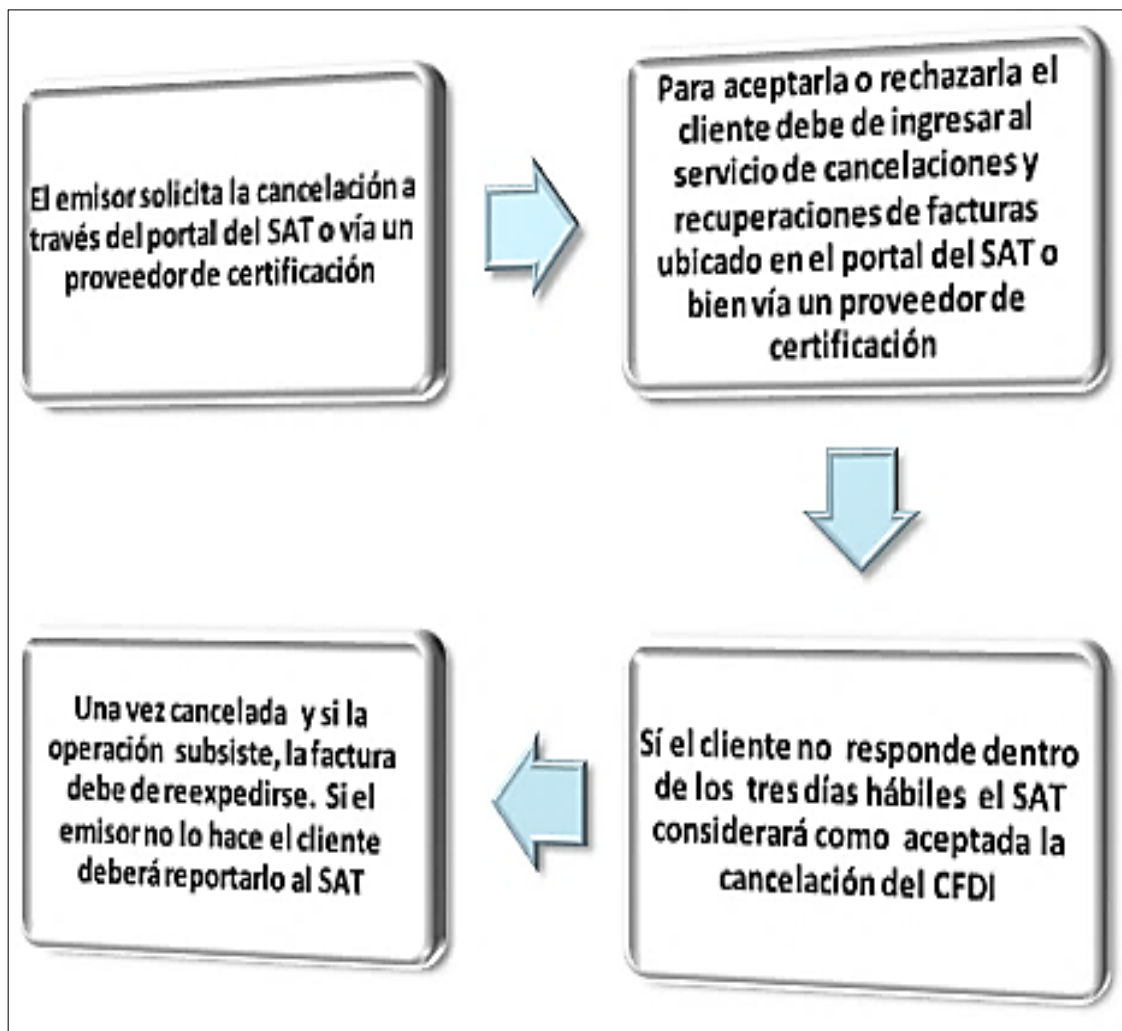 El emisor solicita la cancelación a
través del portal del SAT o vía un
proveedor de certificación
Para aceptarla o rechazarla el
cliente debe de ingresar al
servicio de cancelaciones y
recuperaciones de facturas
ubicado en el portal del SAT o
bien vía un proveedor de
certificación
Sí el cliente no responde dentro
de los tres días hábiles el SAT
considerará como aceptada la
cancelación del CFDI
Una vez cancelada y si la
operación subsiste, la factura
debe de reexpedirse. Si el
emisor no lo hace el cliente
deberá reportarlo al SAT